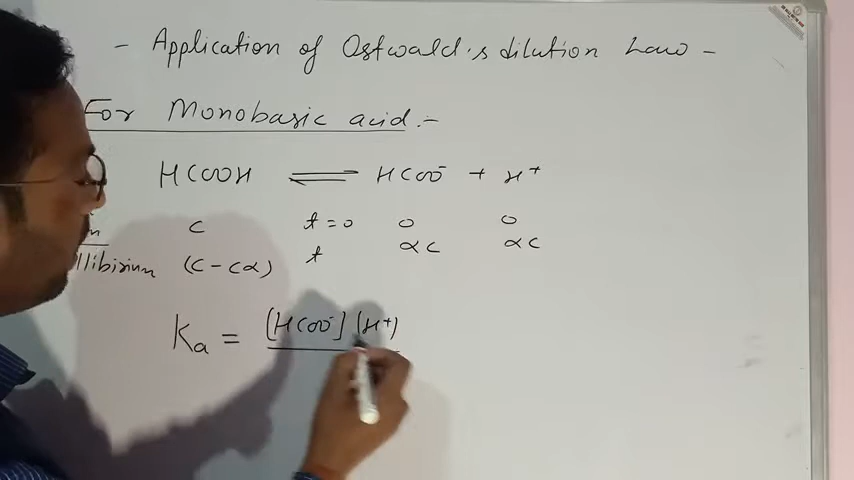 - Application of Ostwald's dilution Law -
For Monobasic acid :-
HCOOH ⇌ HCOO⁻ + H⁺
C t = 0 0 0
(C - Cα) t αC αC
Ka = [HCOO⁻] (H⁺)